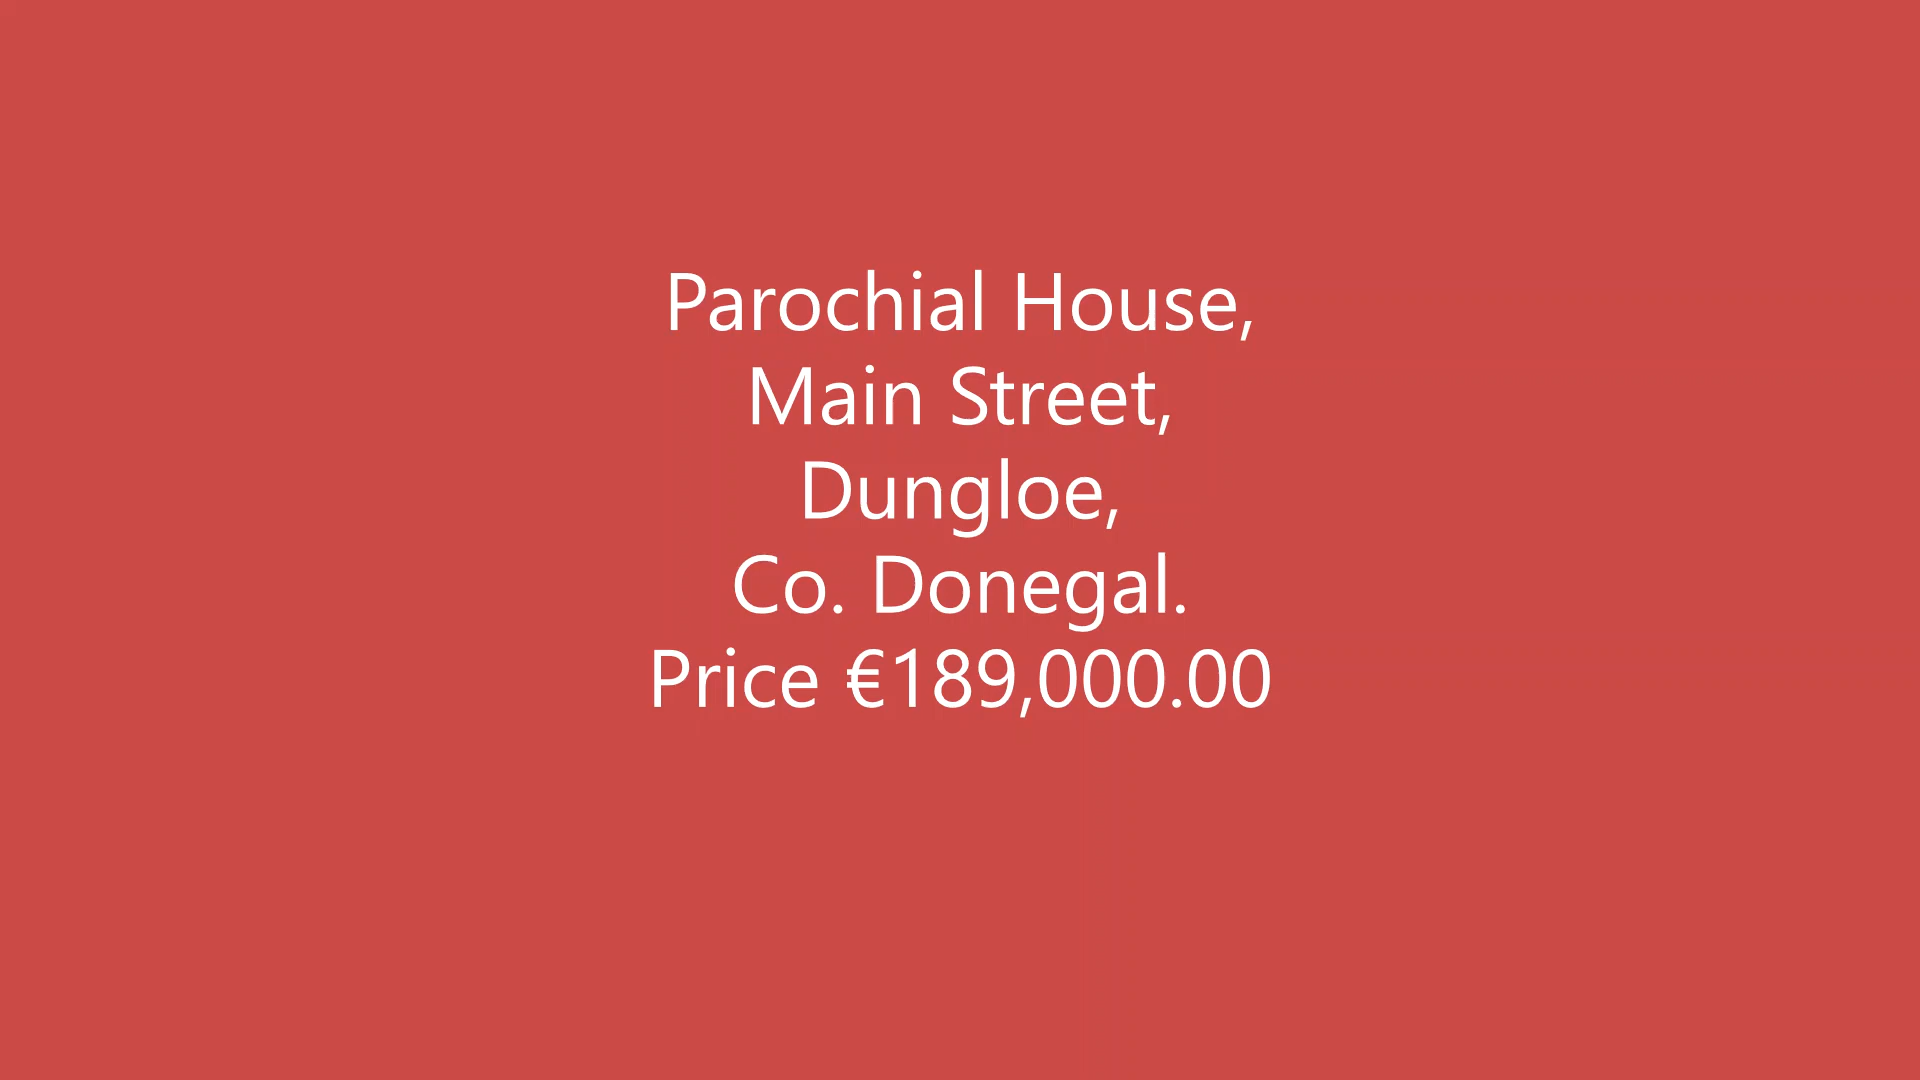 Parochial House,
Main Street,
Dungloe,
Co. Donegal.
Price €189,000.00